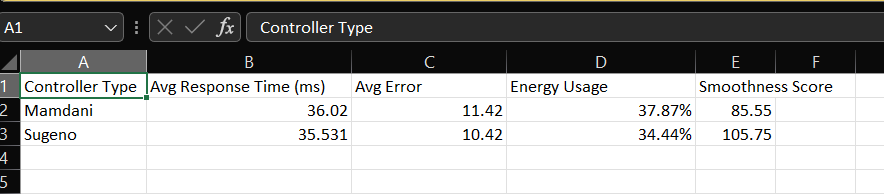 A1 fx Controller Type
A B C D E F
1 Controller Type Avg Response Time (ms) Avg Error Energy Usage Smoothness Score
2 Mamdani 36.02 11.42 37.87% 85.55
3 Sugeno 35.531 10.42 34.44% 105.75
4
5